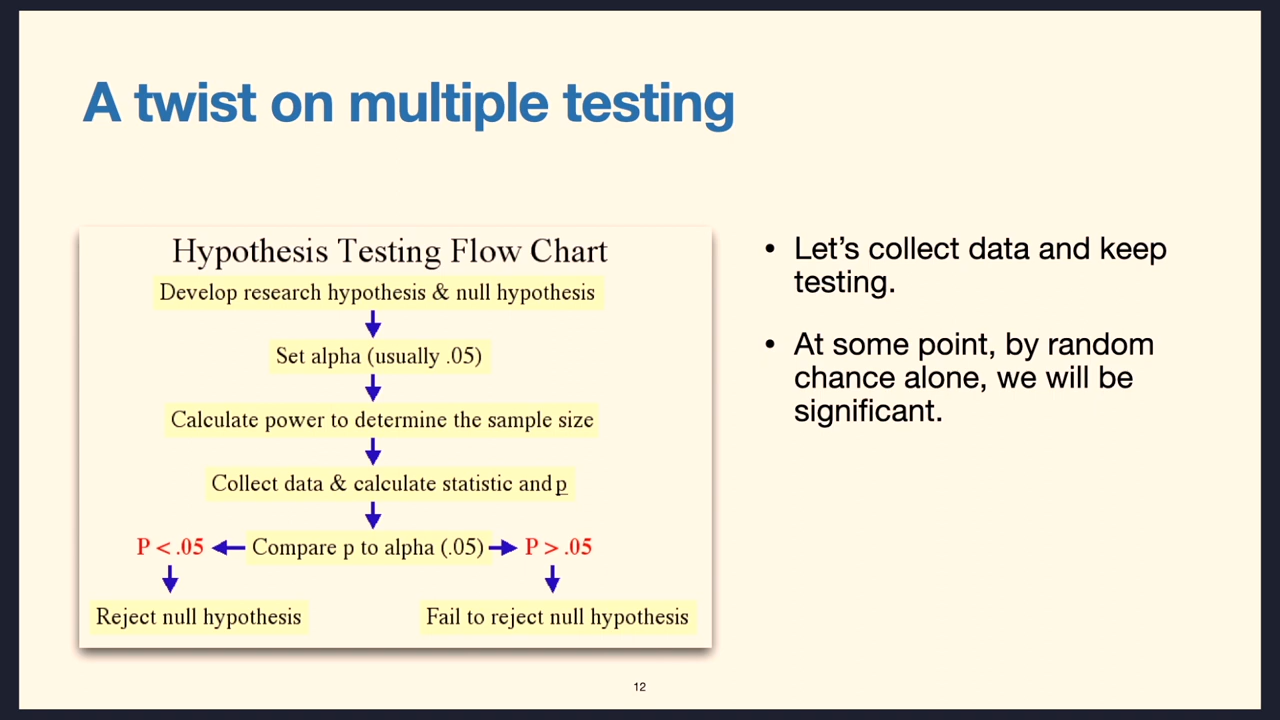 A twist on multiple testing
Hypothesis Testing Flow Chart
Develop research hypothesis & null hypothesis
Set alpha (usually .05)
Calculate power to determine the sample size
Collect data & calculate statistic and p
P < .05
Compare p to alpha (.05)
P > .05
Reject null hypothesis
Fail to reject null hypothesis
• Let’s collect data and keep
testing.
• At some point, by random
chance alone, we will be
significant.
12